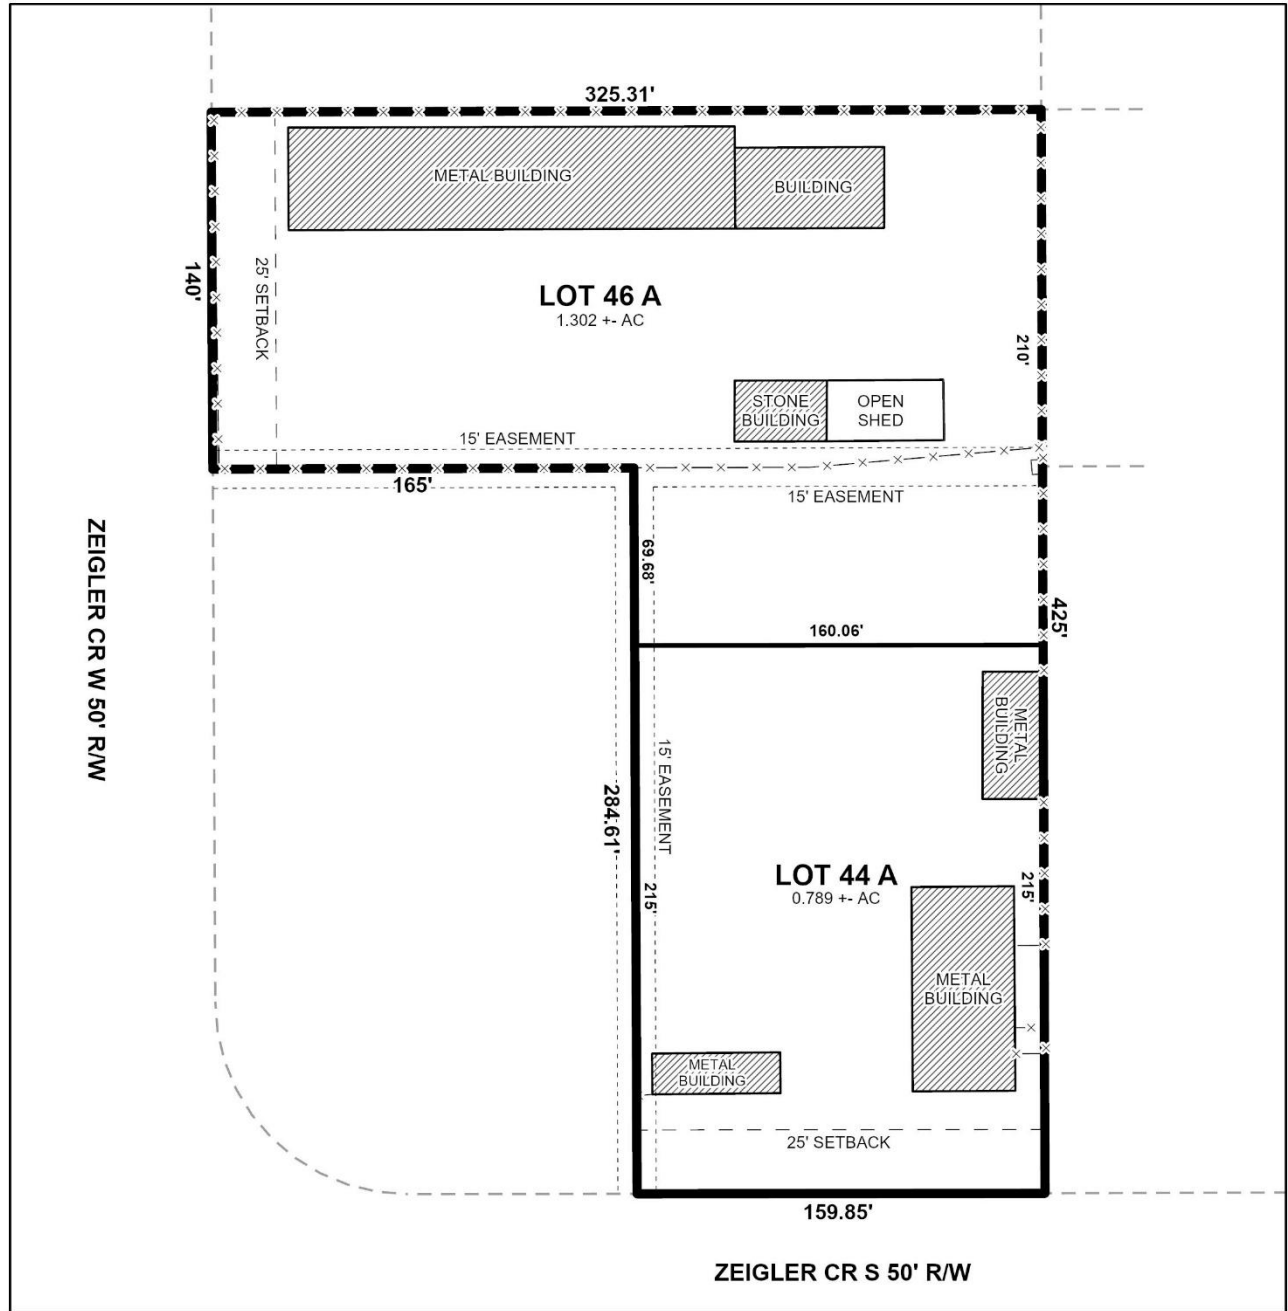 325.31'
METAL BUILDING
BUILDING
140'
25' SETBACK
LOT 46 A
1.302 +- AC
210'
STONE
BUILDING
OPEN
SHED
15' EASEMENT
165'
15' EASEMENT
ZEIGLER CR W 50' R/W
69.68'
425'
160.06'
METAL
BUILDING
15' EASEMENT
284.61'
LOT 44 A
0.789 +- AC
215'
215'
METAL
BUILDING
METAL
BUILDING
25' SETBACK
159.85'
ZEIGLER CR S 50' R/W